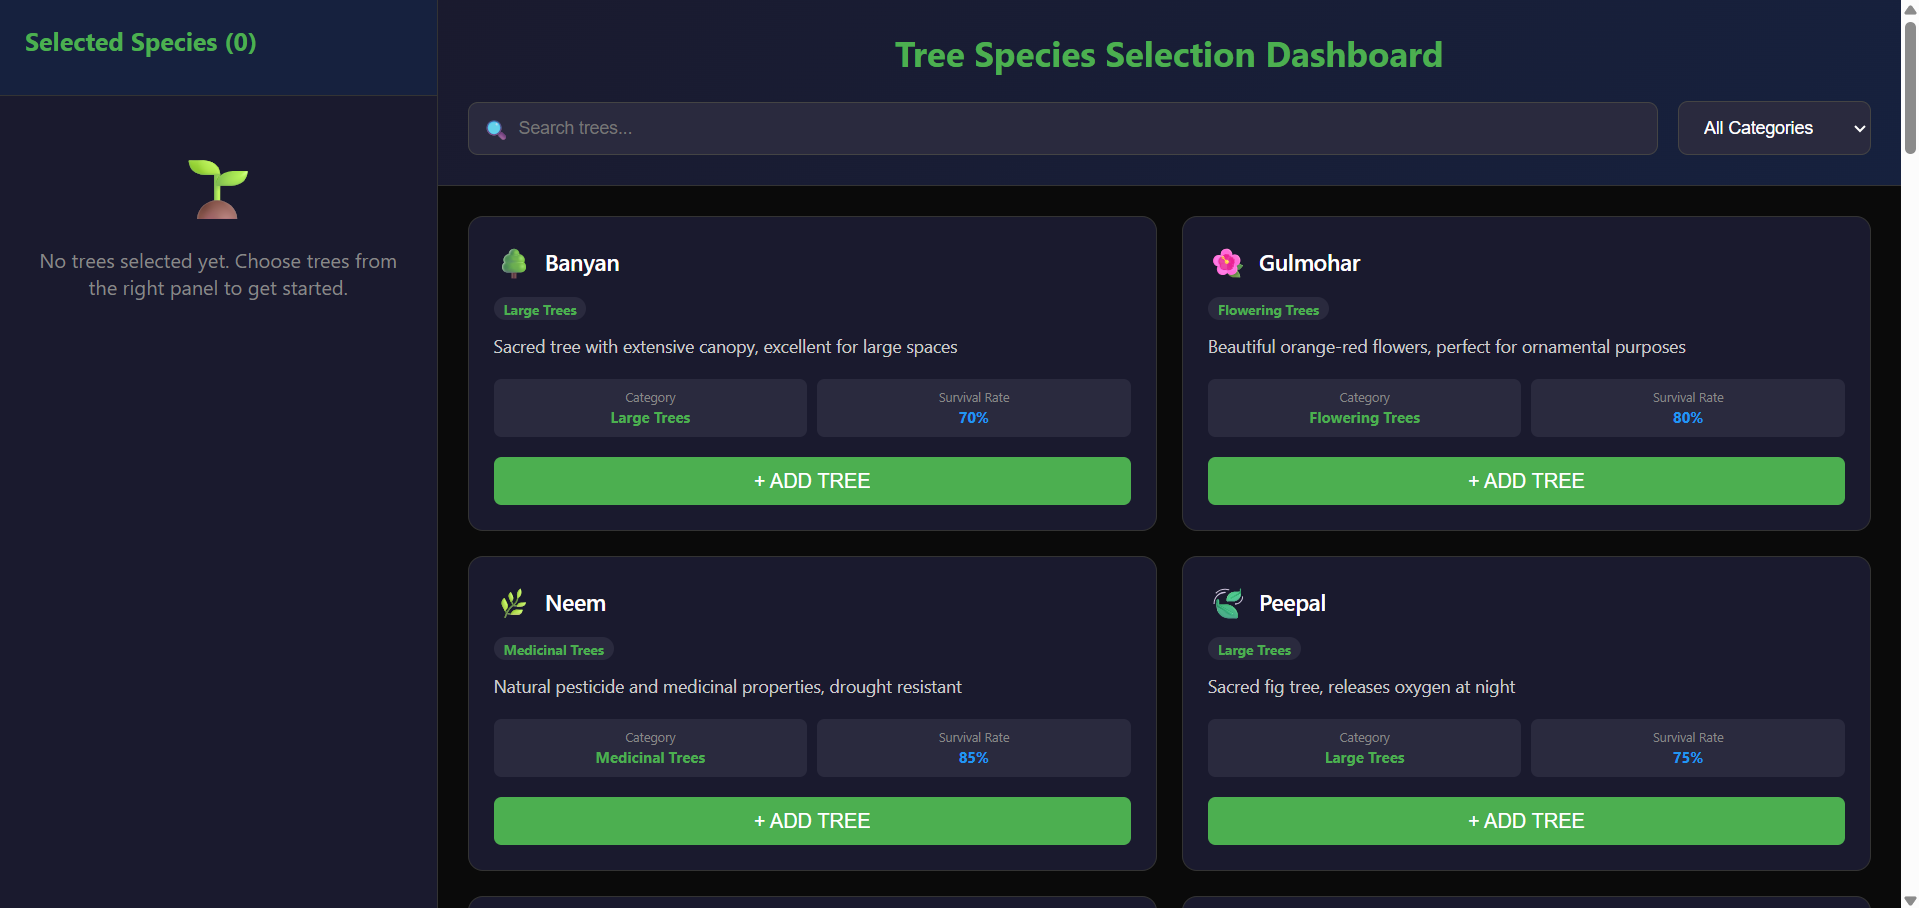 Selected Species (0)
No trees selected yet. Choose trees from
the right panel to get started.
Tree Species Selection Dashboard
Search trees...
All Categories
Banyan
Large Trees
Sacred tree with extensive canopy, excellent for large spaces
Category
Large Trees
Survival Rate
70%
+ ADD TREE
Gulmohar
Flowering Trees
Beautiful orange-red flowers, perfect for ornamental purposes
Category
Flowering Trees
Survival Rate
80%
+ ADD TREE
Neem
Medicinal Trees
Natural pesticide and medicinal properties, drought resistant
Category
Medicinal Trees
Survival Rate
85%
+ ADD TREE
Peepal
Large Trees
Sacred fig tree, releases oxygen at night
Category
Large Trees
Survival Rate
75%
+ ADD TREE